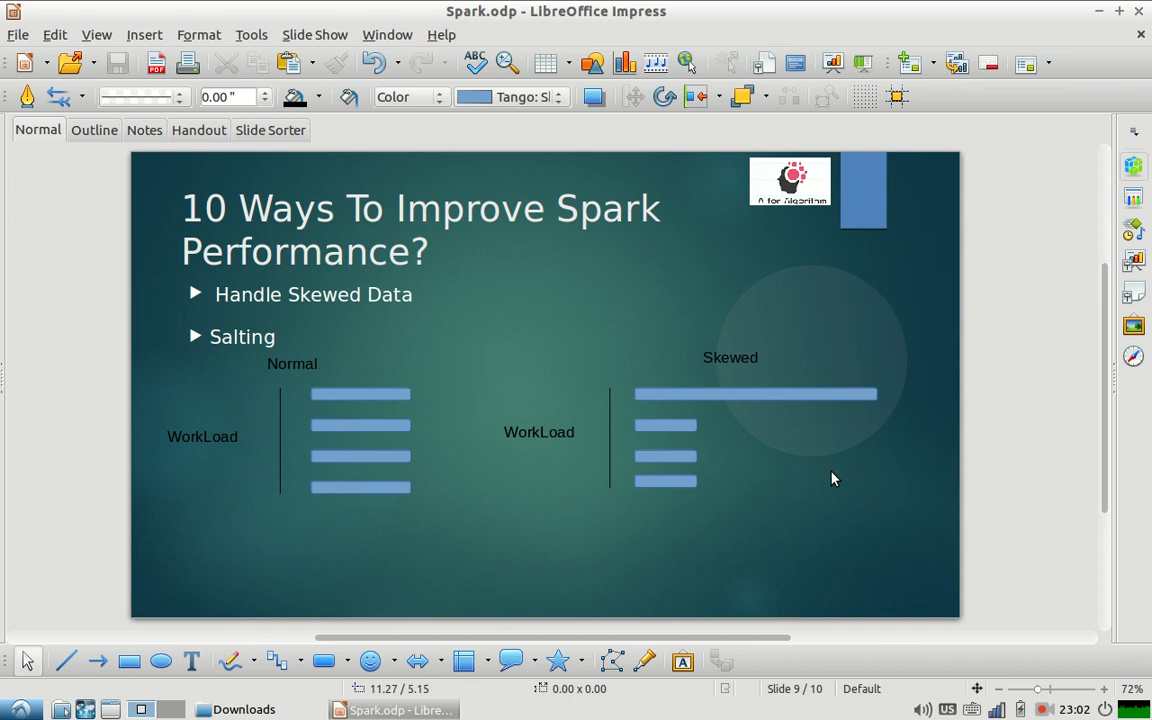 Spark.odp - LibreOffice Impress
File Edit View Insert Format Tools Slide Show Window Help
0.00 " Color Tango: Sl
Normal Outline Notes Handout Slide Sorter
A for Algorithm
10 Ways To Improve Spark
Performance?
Handle Skewed Data
Salting
Normal
Skewed
WorkLoad
WorkLoad
11.27 / 5.15 0.00 x 0.00 Slide 9 / 10 Default 72%
Downloads Spark.odp - Libre... US 23:02